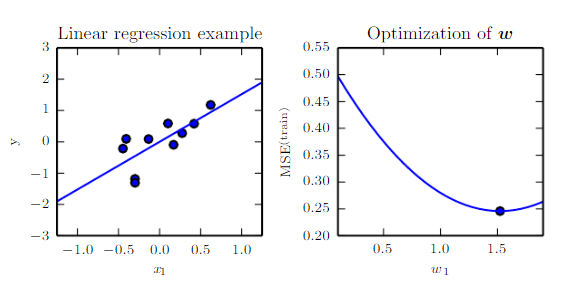 Linear regression example
3
2
1
0
−1
−2
−3
y
−1.0 −0.5 0.0 0.5 1.0
x1
Optimization of w
0.55
0.50
0.45
0.40
0.35
0.30
0.25
0.20
MSE(train)
0.5 1.0 1.5
w1